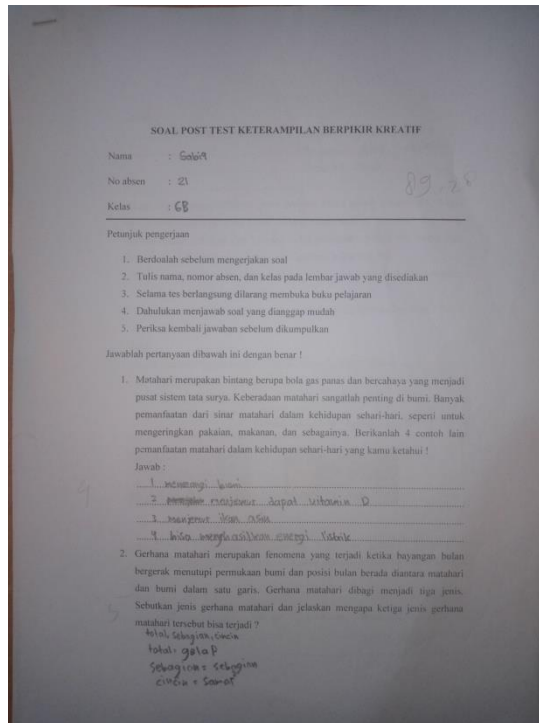 SOAL POST TEST KETERAMPILAN BERPIKIR KREATIF
Nama : Sabiq
No absen : 21
89.28
Kelas : 6B
Petunjuk pengerjaan
1. Berdoalah sebelum mengerjakan soal
2. Tulis nama, nomor absen, dan kelas pada lembar jawab yang disediakan
3. Selama tes berlangsung dilarang membuka buku pelajaran
4. Dahulukan menjawab soal yang dianggap mudah
5. Periksa kembali jawaban sebelum dikumpulkan
Jawablah pertanyaan dibawah ini dengan benar !
1. Matahari merupakan bintang berupa bola gas panas dan bercahaya yang menjadi
pusat sistem tata surya. Keberadaan matahari sangatlah penting di bumi. Banyak
pemanfaatan dari sinar matahari dalam kehidupan sehari-hari, seperti untuk
mengeringkan pakaian, makanan, dan sebagainya. Berikanlah 4 contoh lain
pemanfaatan matahari dalam kehidupan sehari-hari yang kamu ketahui !
Jawab :
4
1. menerangi bumi
2. menjemur dapat vitamin D
3. menjemur ikan asin
4. bisa menghasilkan energi listrik
2. Gerhana matahari merupakan fenomena yang terjadi ketika bayangan bulan
bergerak menutupi permukaan bumi dan posisi bulan berada diantara matahari
dan bumi dalam satu garis. Gerhana matahari dibagi menjadi tiga jenis.
Sebutkan jenis gerhana matahari dan jelaskan mengapa ketiga jenis gerhana
matahari tersebut bisa terjadi ?
total, sebagian, cincin
total = gelap
sebagian = sebagian
cincin =